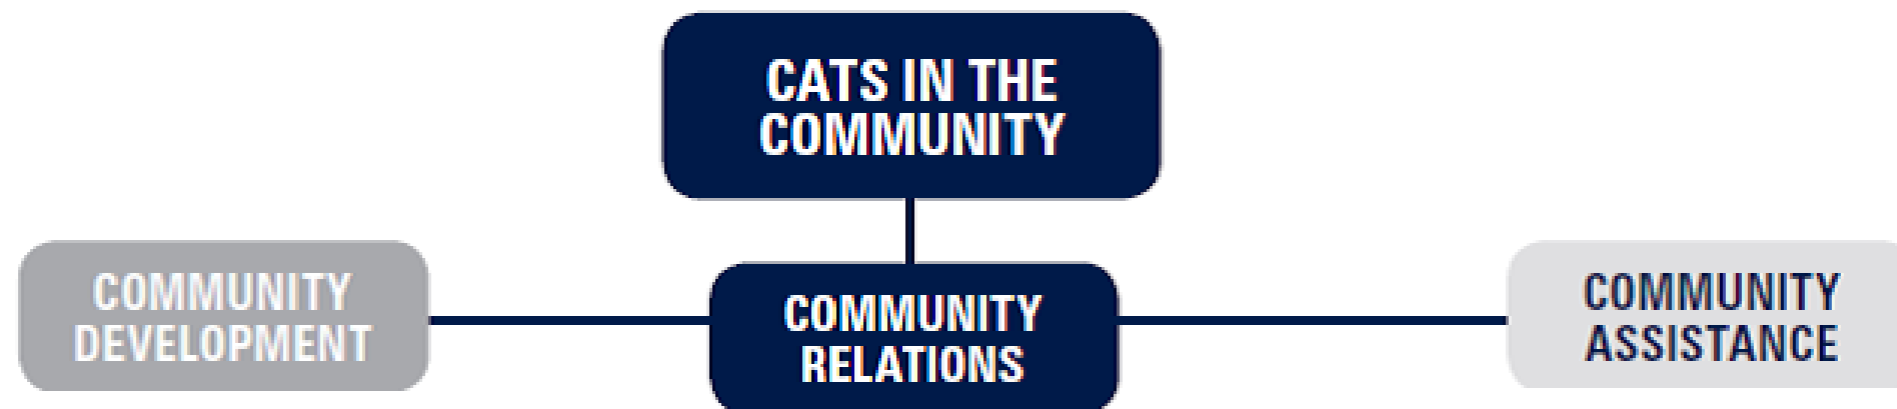 CATS IN THE
COMMUNITY
COMMUNITY
DEVELOPMENT
COMMUNITY
RELATIONS
COMMUNITY
ASSISTANCE